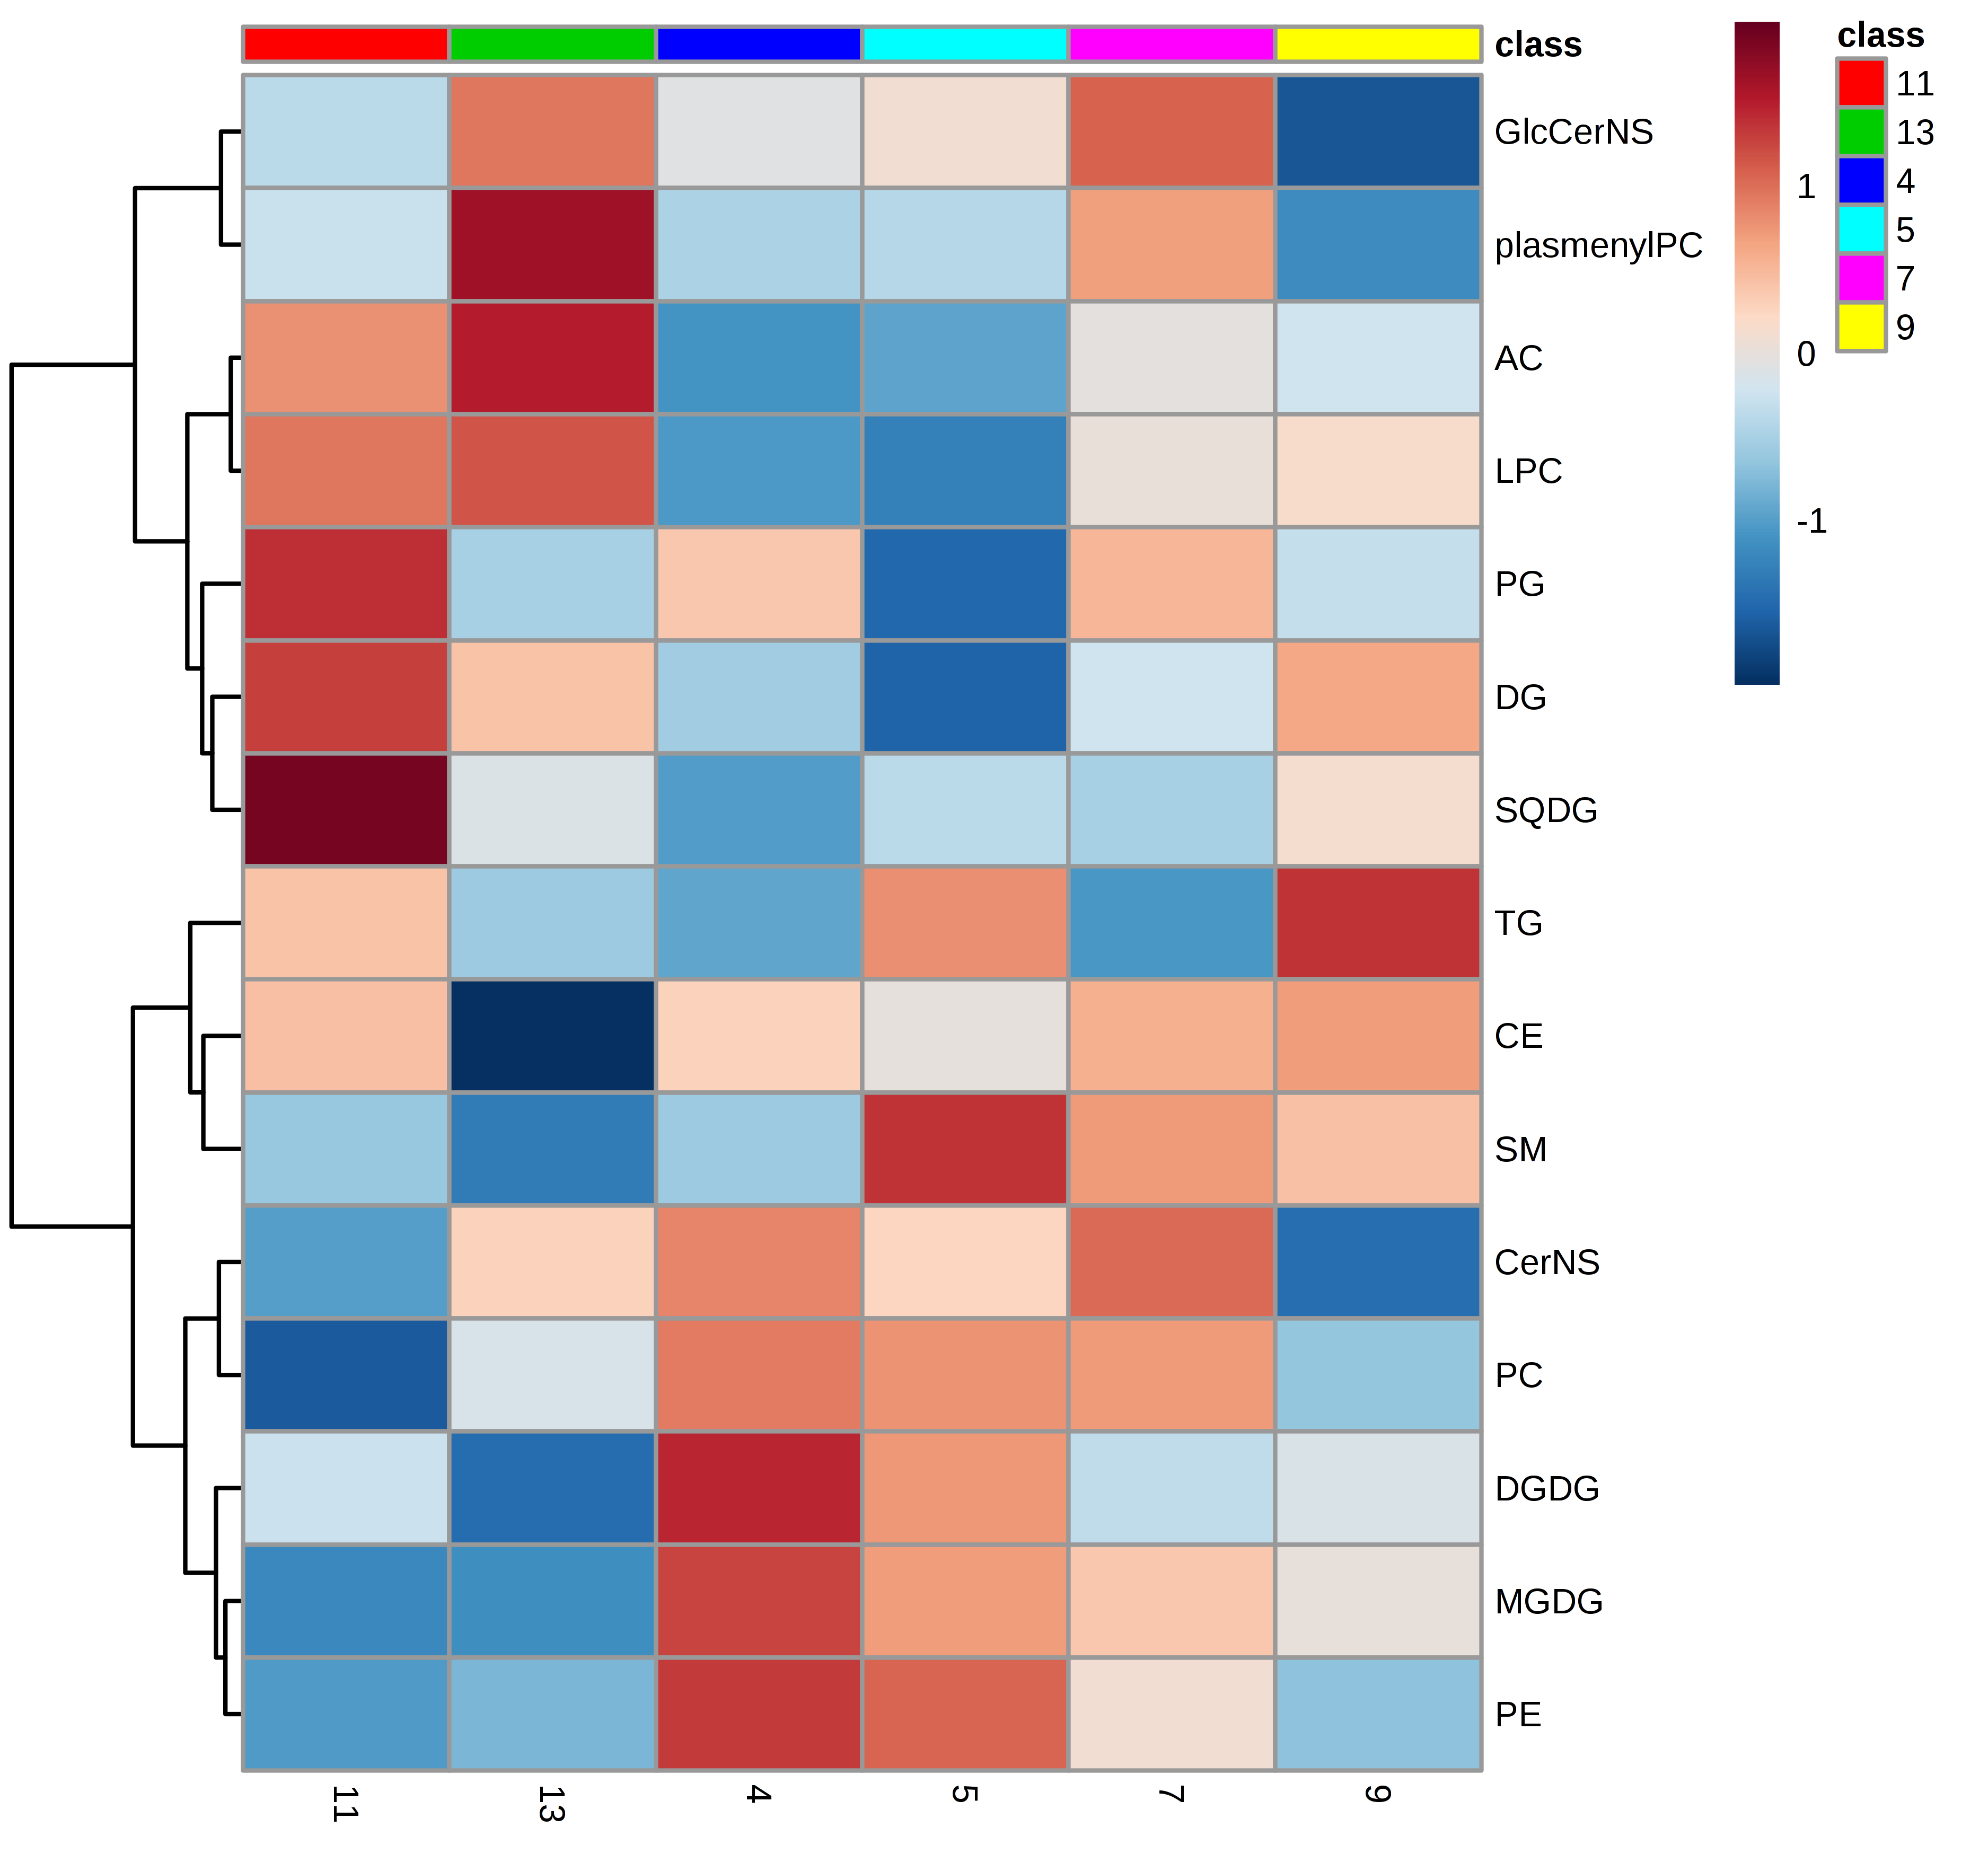 class
GlcCerNS
plasmenylPC
AC
LPC
PG
DG
SQDG
TG
CE
SM
CerNS
PC
DGDG
MGDG
PE
11
13
4
5
7
9
1
0
-1
class
11
13
4
5
7
9